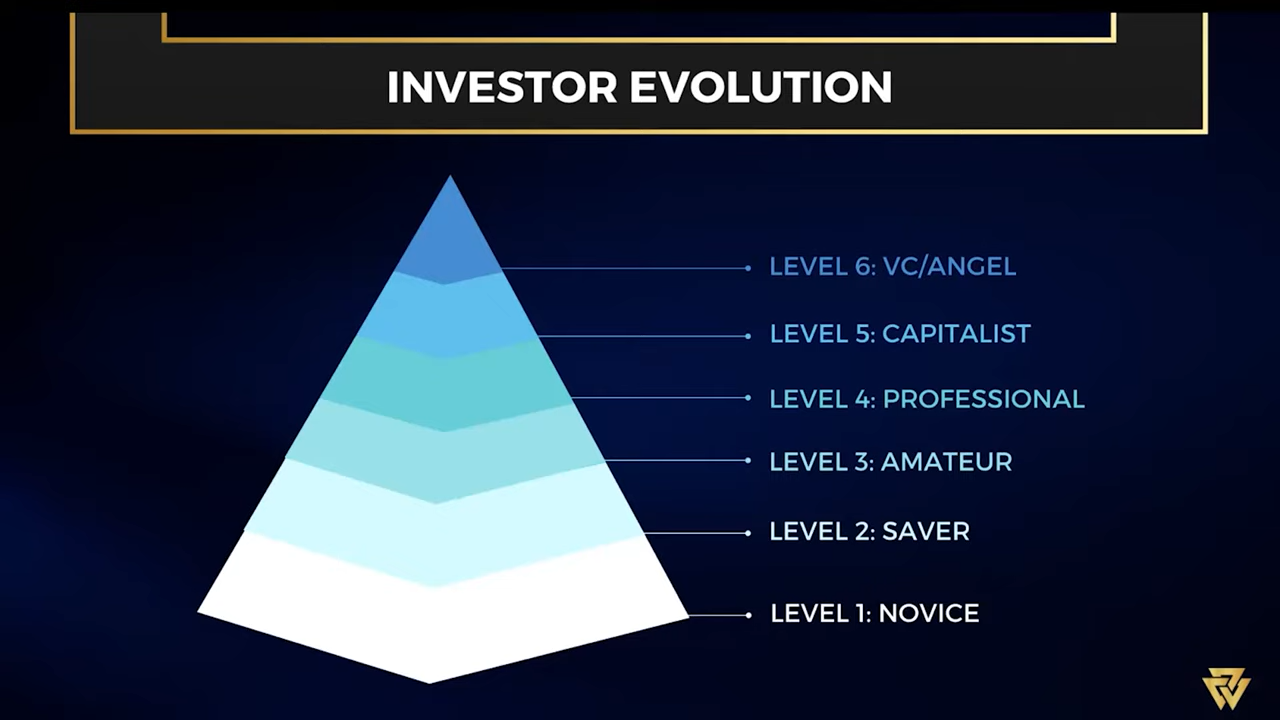 INVESTOR EVOLUTION
LEVEL 6: VC/ANGEL
LEVEL 5: CAPITALIST
LEVEL 4: PROFESSIONAL
LEVEL 3: AMATEUR
LEVEL 2: SAVER
LEVEL 1: NOVICE